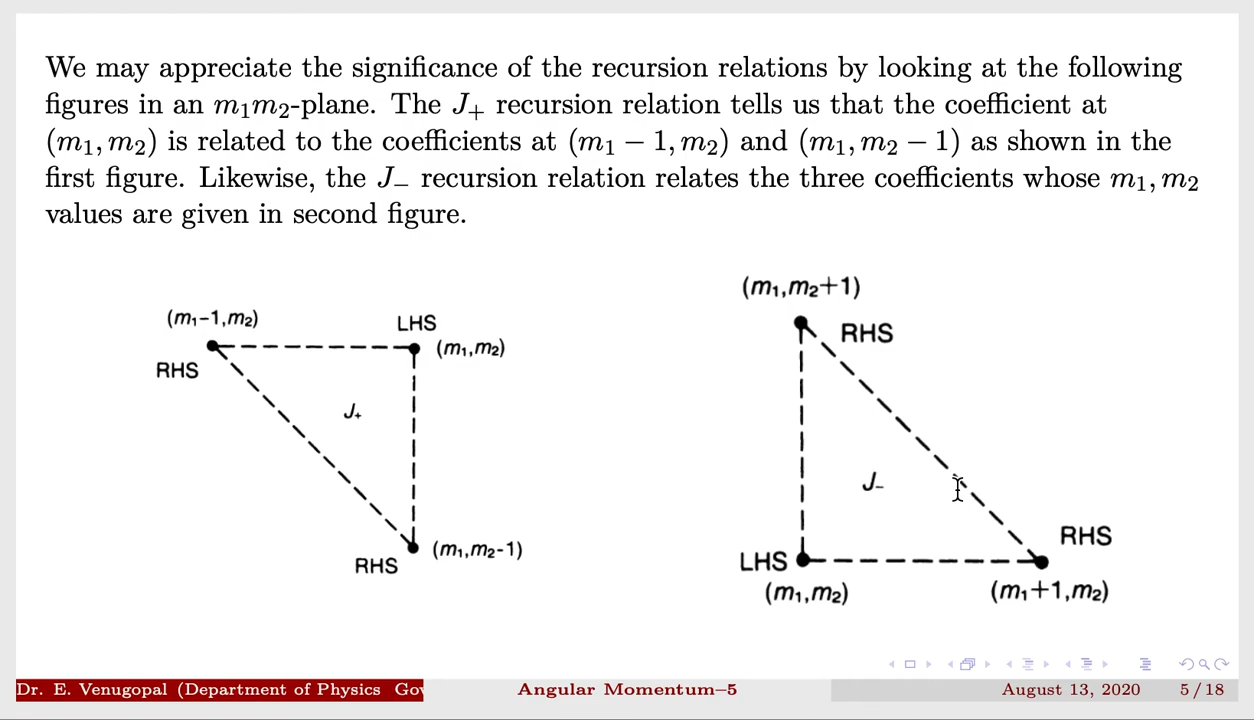 We may appreciate the significance of the recursion relations by looking at the following
figures in an m₁m₂-plane. The J₊ recursion relation tells us that the coefficient at
(m₁, m₂) is related to the coefficients at (m₁ − 1, m₂) and (m₁, m₂ − 1) as shown in the
first figure. Likewise, the J₋ recursion relation relates the three coefficients whose m₁, m₂
values are given in second figure.
(m₁−1,m₂)
LHS
(m₁,m₂)
RHS
J₊
(m₁,m₂-1)
RHS
(m₁,m₂+1)
RHS
J₋
RHS
LHS
(m₁,m₂)
(m₁+1,m₂)
Dr. E. Venugopal (Department of Physics Gov
Angular Momentum–5
August 13, 2020
5 / 18